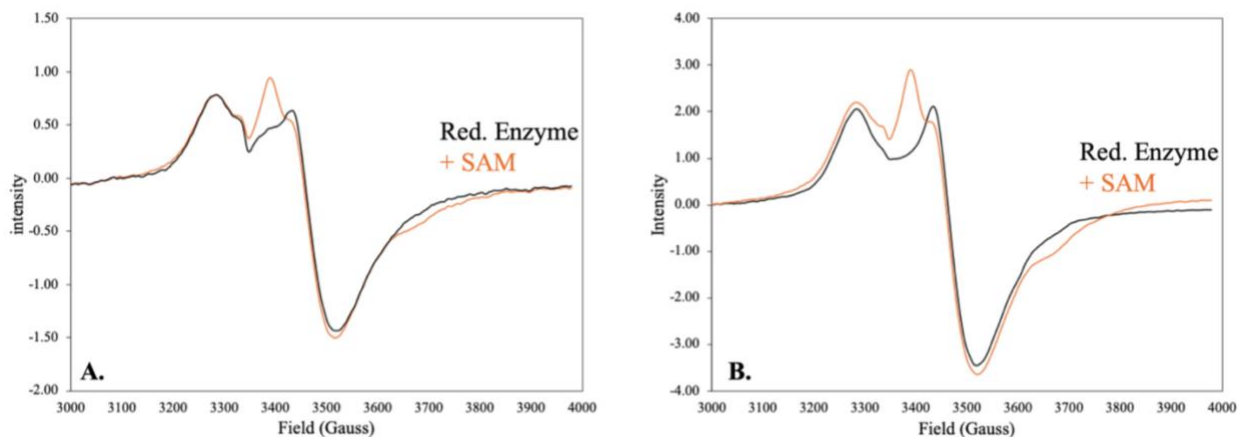 1.50
1.00
0.50
0.00
-0.50
-1.00
-1.50
-2.00
intensity
Red. Enzyme
+ SAM
A.
3000 3100 3200 3300 3400 3500 3600 3700 3800 3900 4000
Field (Gauss)
4.00
3.00
2.00
1.00
0.00
-1.00
-2.00
-3.00
-4.00
Intensity
Red. Enzyme
+ SAM
B.
3000 3100 3200 3300 3400 3500 3600 3700 3800 3900 4000
Field (Gauss)